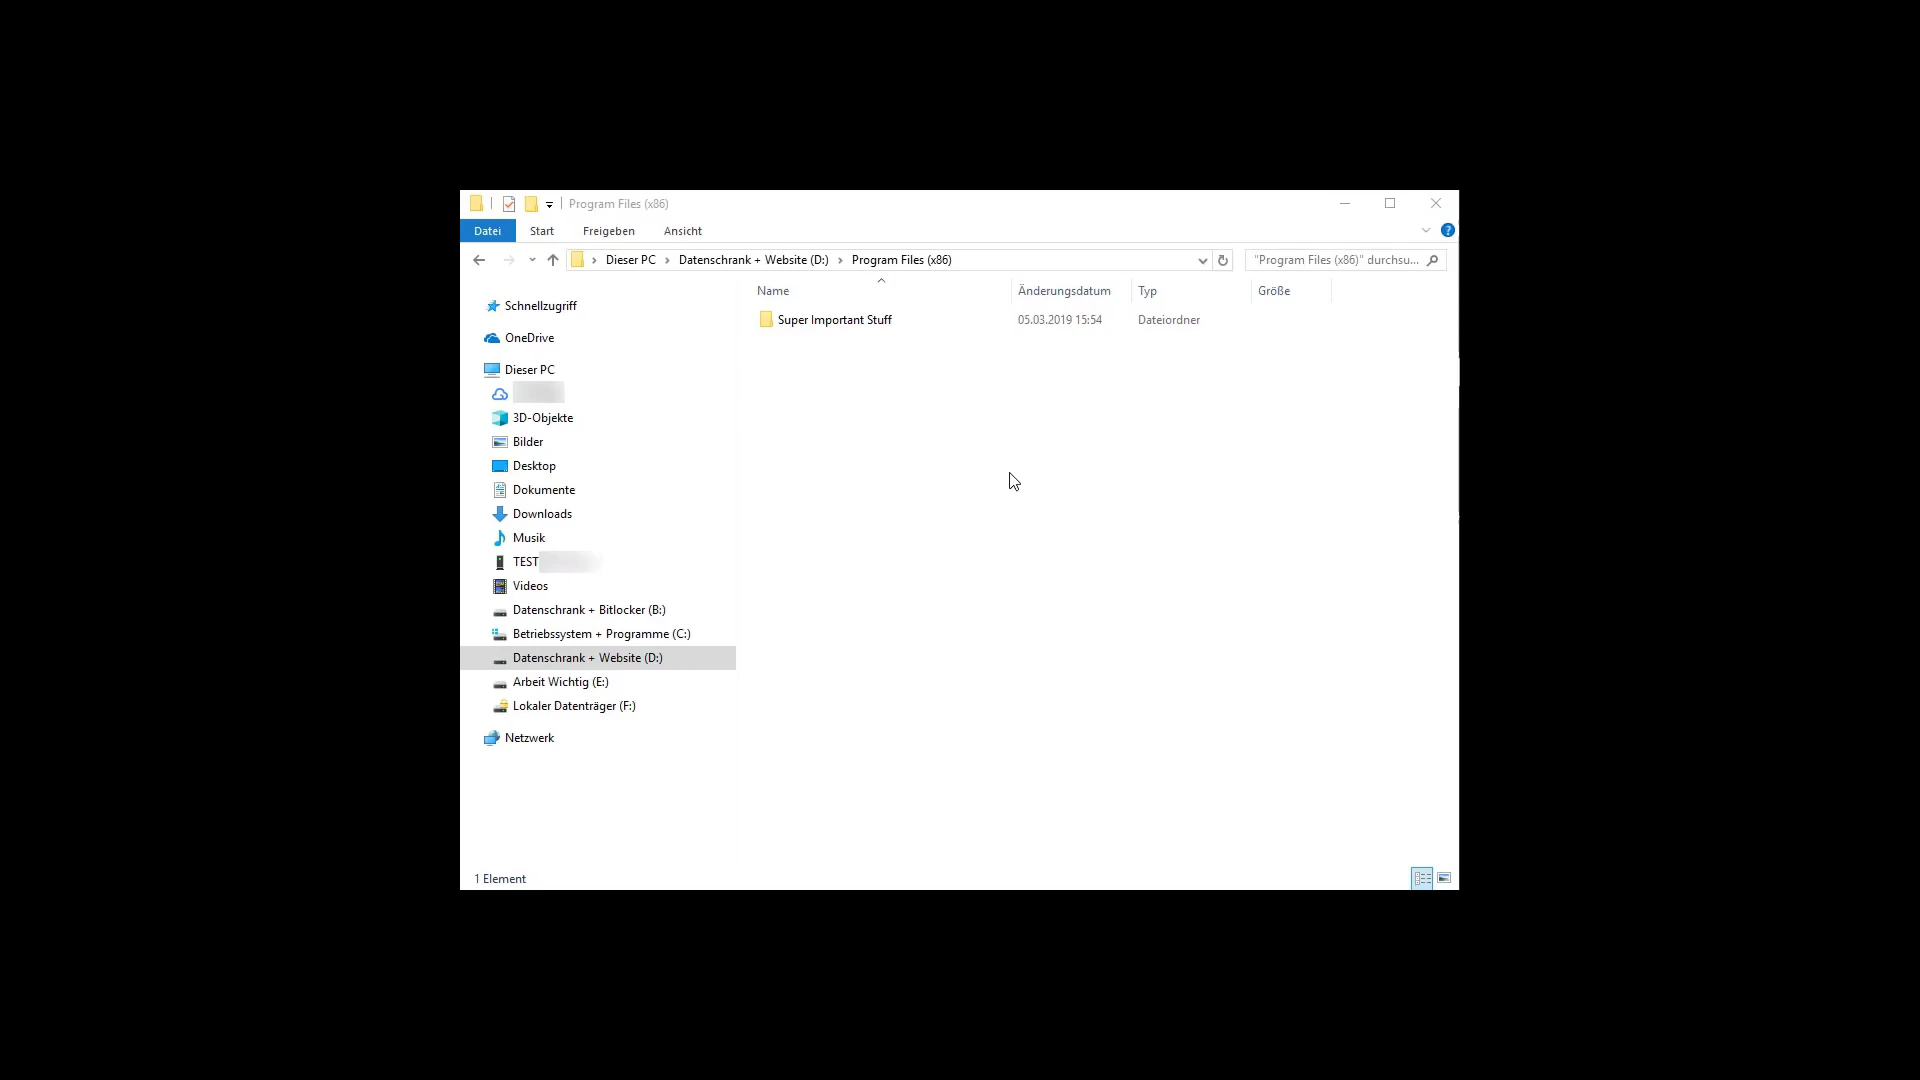 Program Files (x86)
Datei Start Freigeben Ansicht ?
Dieser PC Datenschrank + Website (D:) Program Files (x86) "Program Files (x86)" durchsu...
Name Änderungsdatum Typ Größe
Super Important Stuff 05.03.2019 15:54 Dateiordner
Schnellzugriff
OneDrive
Dieser PC
3D-Objekte
Bilder
Desktop
Dokumente
Downloads
Musik
TEST
Videos
Datenschrank + Bitlocker (B:)
Betriebssystem + Programme (C:)
Datenschrank + Website (D:)
Arbeit Wichtig (E:)
Lokaler Datenträger (F:)
Netzwerk
1 Element